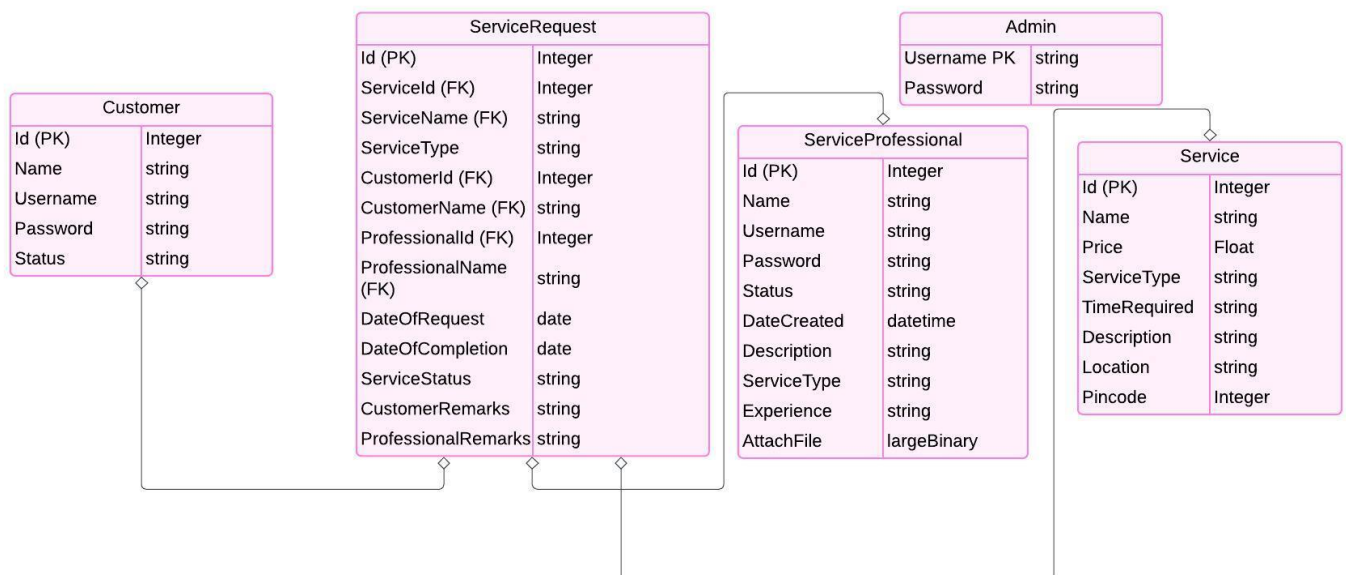 Customer
Id (PK) Integer
Name string
Username string
Password string
Status string
ServiceRequest
Id (PK) Integer
ServiceId (FK) Integer
ServiceName (FK) string
ServiceType string
CustomerId (FK) Integer
CustomerName (FK) string
ProfessionalId (FK) Integer
ProfessionalName
(FK) string
DateOfRequest date
DateOfCompletion date
ServiceStatus string
CustomerRemarks string
ProfessionalRemarks string
Admin
Username PK string
Password string
ServiceProfessional
Id (PK) Integer
Name string
Username string
Password string
Status string
DateCreated datetime
Description string
ServiceType string
Experience string
AttachFile largeBinary
Service
Id (PK) Integer
Name string
Price Float
ServiceType string
TimeRequired string
Description string
Location string
Pincode Integer